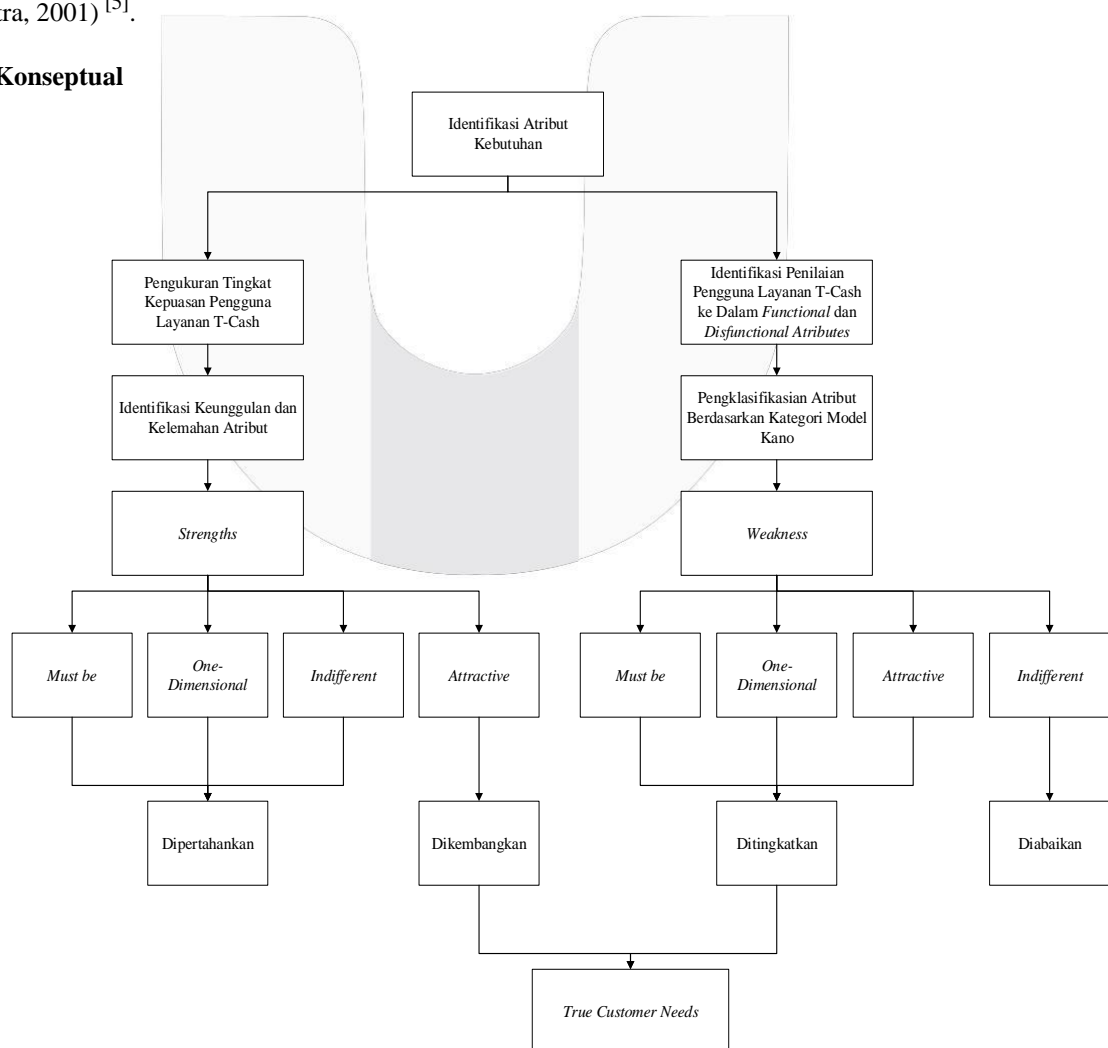 tra, 2001) [5].
Konseptual
Identifikasi Atribut
Kebutuhan
Pengukuran Tingkat
Kepuasan Pengguna
Layanan T-Cash
Identifikasi Penilaian
Pengguna Layanan T-Cash
ke Dalam Functional dan
Disfunctional Atributes
Identifikasi Keunggulan dan
Kelemahan Atribut
Pengklasifikasian Atribut
Berdasarkan Kategori Model
Kano
Strengths
Weakness
Must be
One-
Dimensional
Indifferent
Attractive
Must be
One-
Dimensional
Attractive
Indifferent
Dipertahankan
Dikembangkan
Ditingkatkan
Diabaikan
True Customer Needs